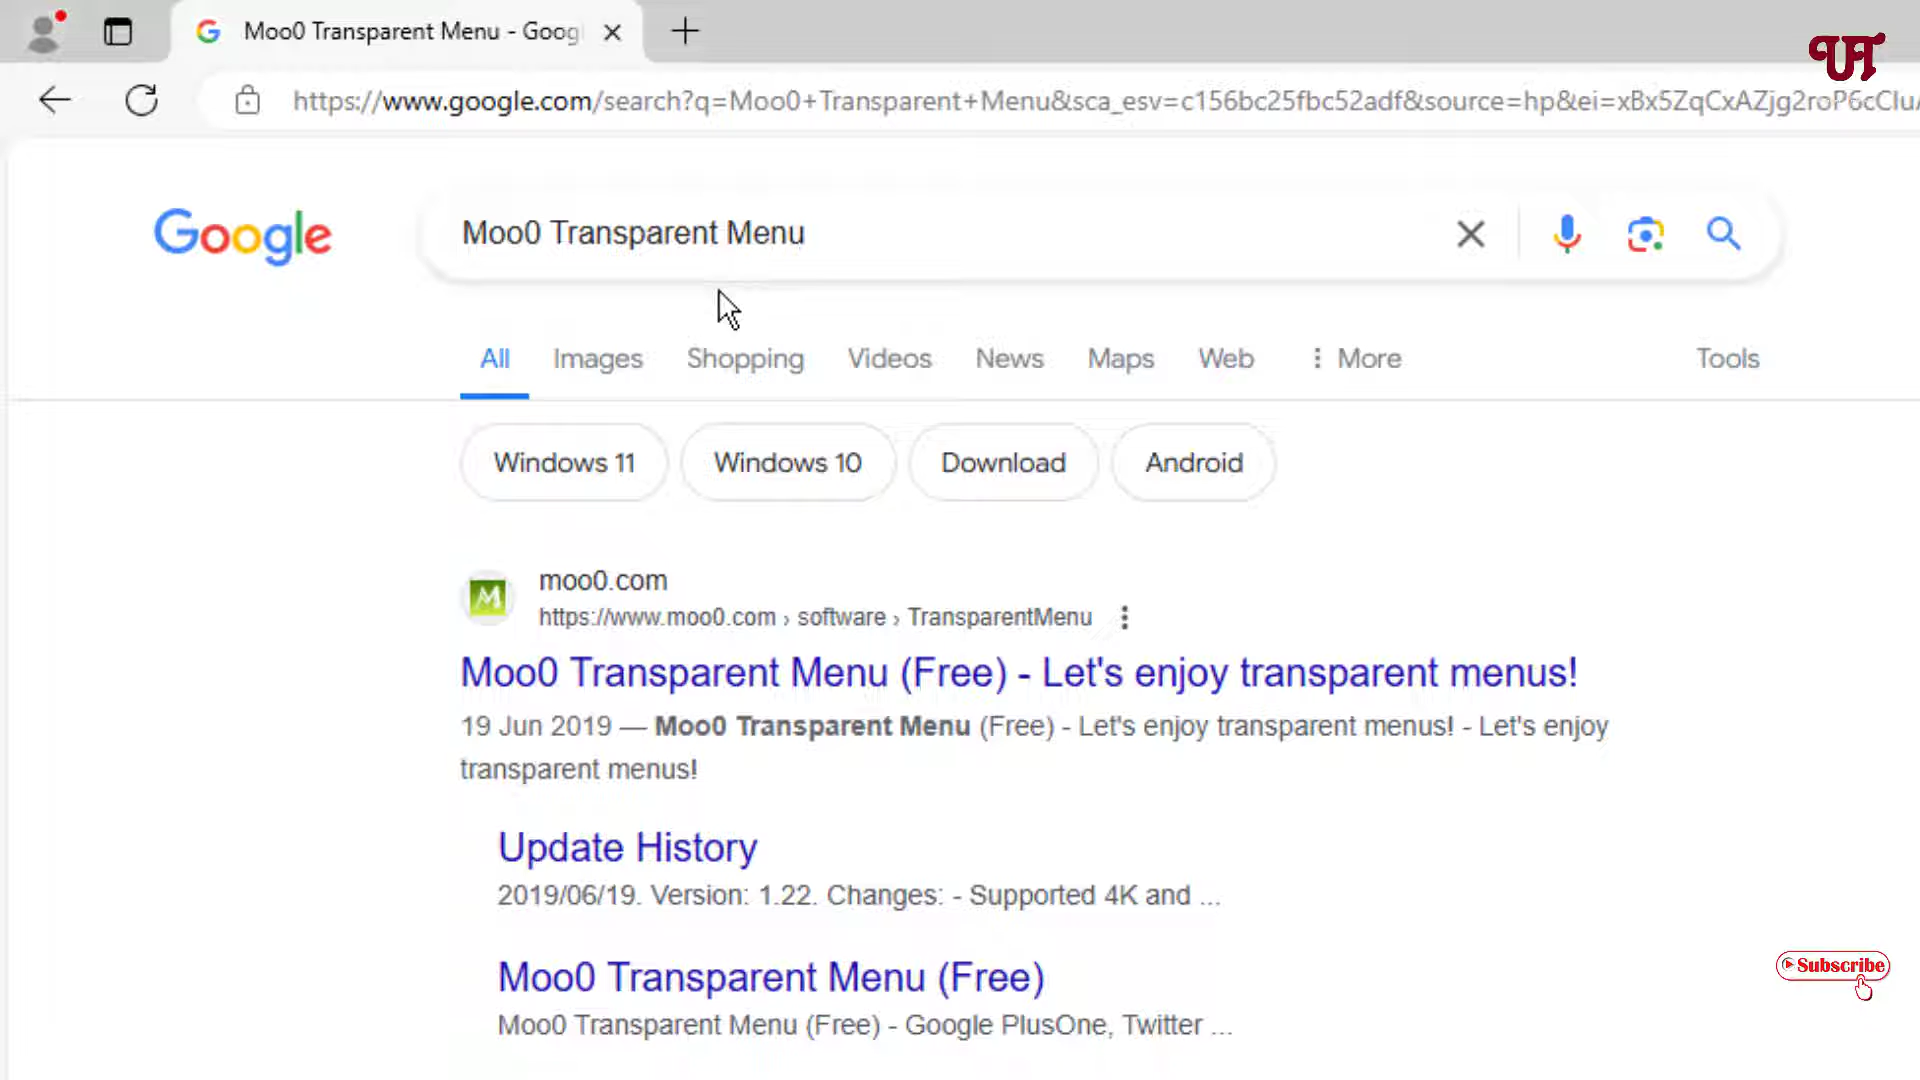 Moo0 Transparent Menu - Goog
UT
https://www.google.com/search?q=Moo0+Transparent+Menu&sca_esv=c156bc25fbc52adf&source=hp&ei=xBx5ZqCxAZjg2roP6cCluA
Google
Moo0 Transparent Menu
All Images Shopping Videos News Maps Web More Tools
Windows 11 Windows 10 Download Android
moo0.com
https://www.moo0.com › software › TransparentMenu
Moo0 Transparent Menu (Free) - Let's enjoy transparent menus!
19 Jun 2019 — Moo0 Transparent Menu (Free) - Let's enjoy transparent menus! - Let's enjoy
transparent menus!
Update History
2019/06/19. Version: 1.22. Changes: - Supported 4K and ...
Moo0 Transparent Menu (Free)
Moo0 Transparent Menu (Free) - Google PlusOne, Twitter ...
Subscribe